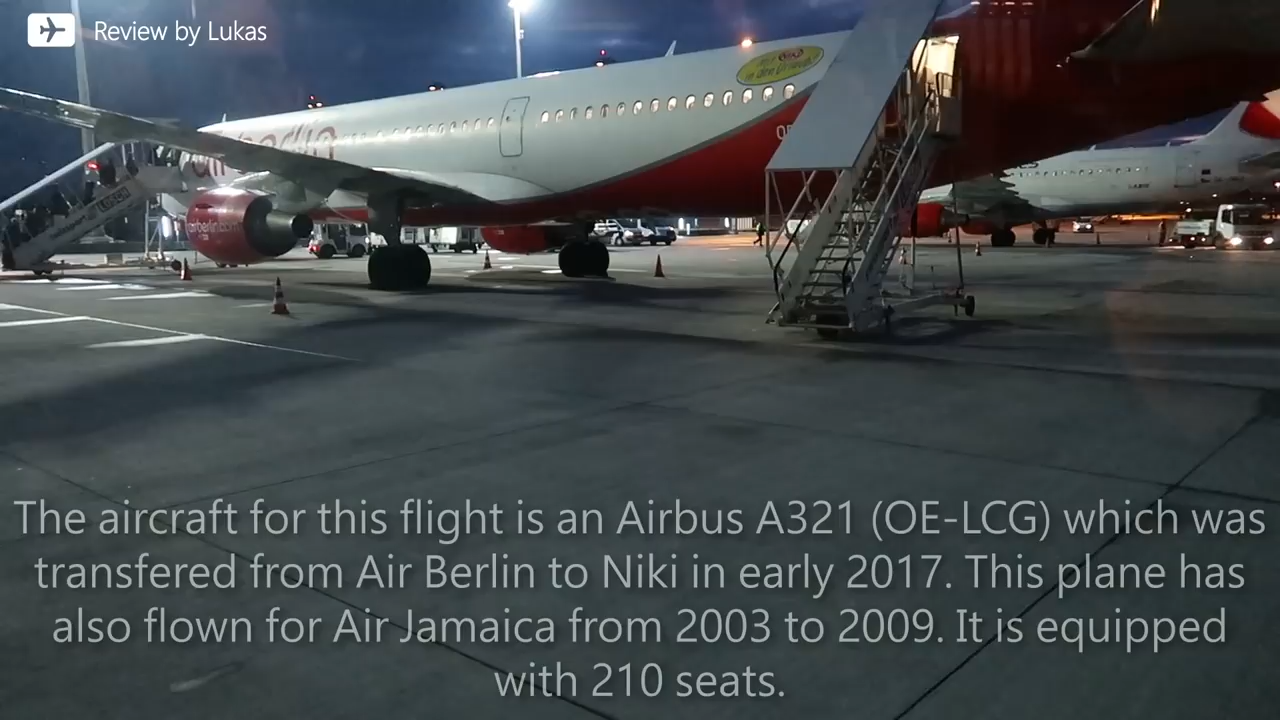 Review by Lukas
airberlin
airberlin.com
The aircraft for this flight is an Airbus A321 (OE-LCG) which was
transfered from Air Berlin to Niki in early 2017. This plane has
also flown for Air Jamaica from 2003 to 2009. It is equipped
with 210 seats.